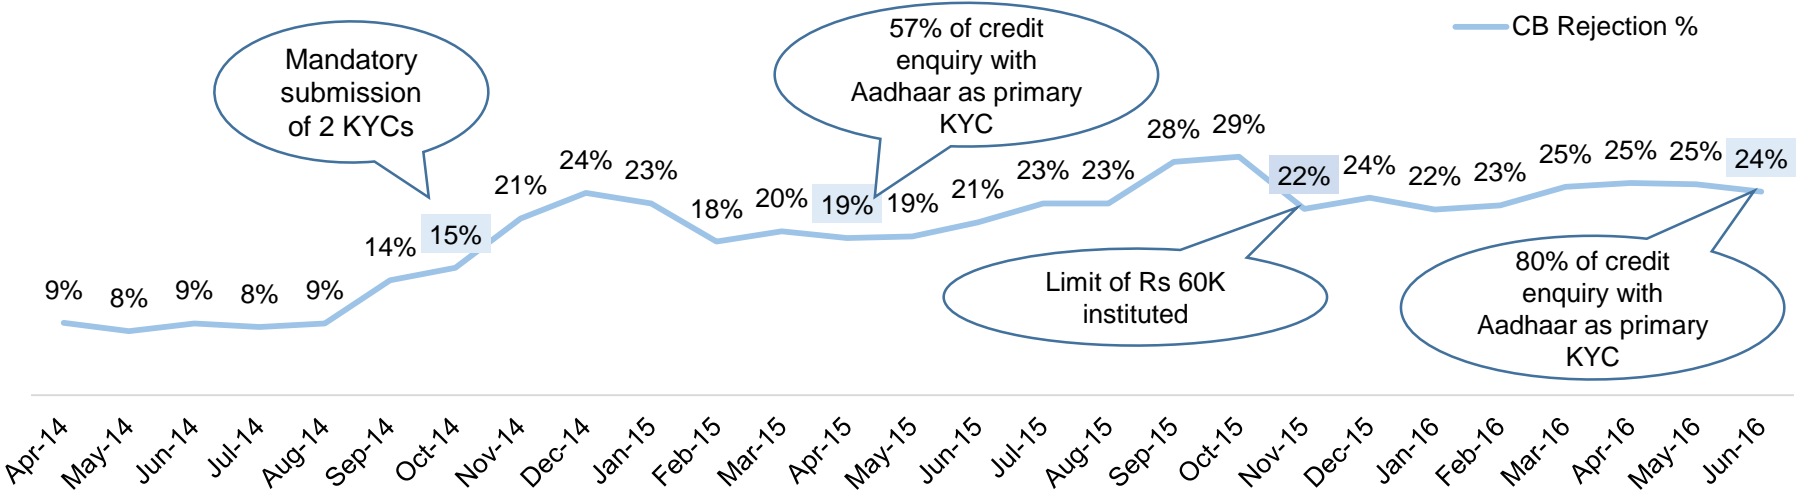 CB Rejection %
Mandatory
submission
of 2 KYCs
57% of credit
enquiry with
Aadhaar as primary
KYC
Limit of Rs 60K
instituted
80% of credit
enquiry with
Aadhaar as primary
KYC
9% 8% 9% 8% 9% 14% 15% 21% 24% 23% 18% 20% 19% 19% 21% 23% 23% 28% 29% 22% 24% 22% 23% 25% 25% 25% 24%
Apr-14 May-14 Jun-14 Jul-14 Aug-14 Sep-14 Oct-14 Nov-14 Dec-14 Jan-15 Feb-15 Mar-15 Apr-15 May-15 Jun-15 Jul-15 Aug-15 Sep-15 Oct-15 Nov-15 Dec-15 Jan-16 Feb-16 Mar-16 Apr-16 May-16 Jun-16